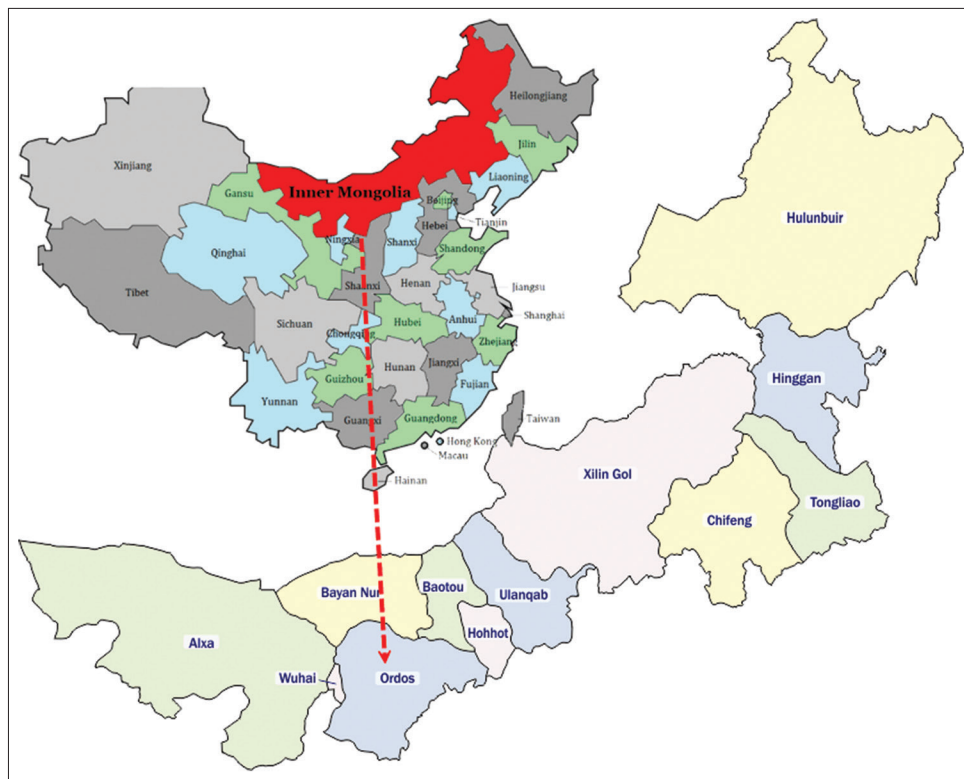 Heilongjiang
Jilin
Xinjiang
Liaoning
Inner Mongolia
Gansu
Beijing
Tianjin
Hebei
Ningxia
Shanxi
Shandong
Qinghai
Shaanxi
Henan
Jiangsu
Tibet
Shanghai
Sichuan
Chongqing
Hubei
Anhui
Zhejiang
Hunan
Jiangxi
Guizhou
Fujian
Yunnan
Guangxi
Guangdong
Taiwan
Hong Kong
Macau
Hainan
Hulunbuir
Hinggan
Xilin Gol
Tongliao
Chifeng
Bayan Nur
Baotou
Ulanqab
Hohhot
Alxa
Wuhai
Ordos